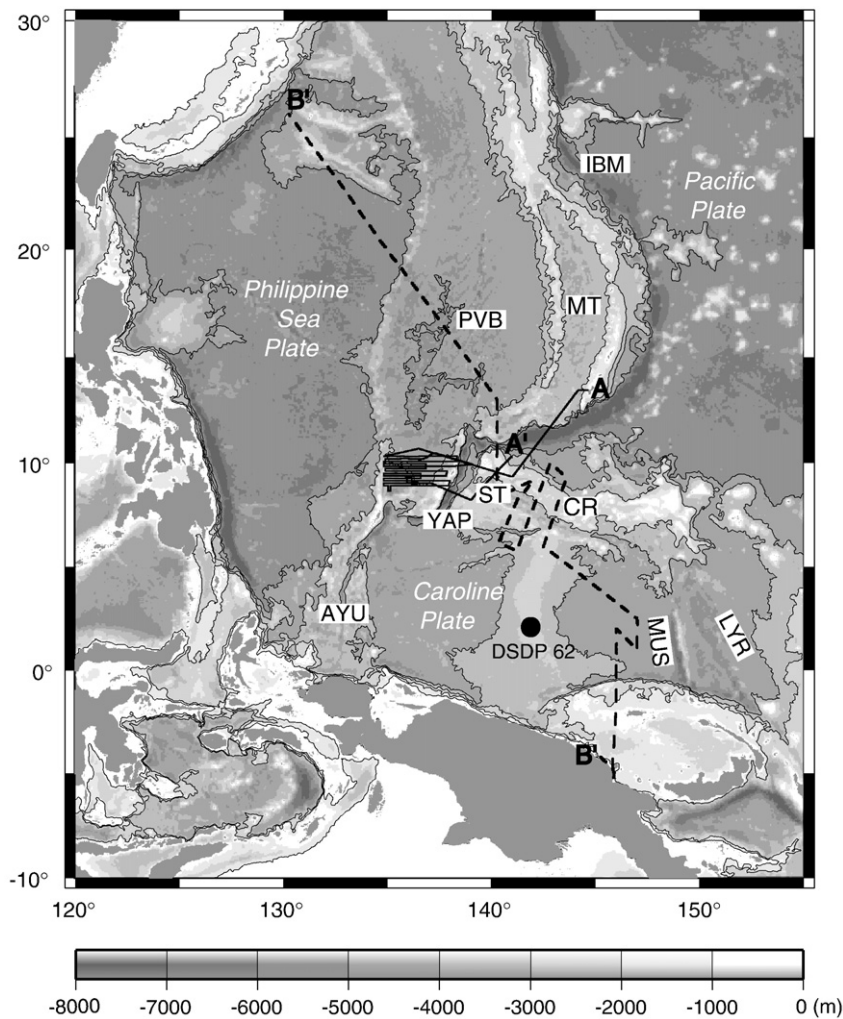 30°
B'
IBM
Pacific
Plate
20°
Philippine
Sea
Plate
PVB
MT
A
A'
10°
ST
CR
YAP
Caroline
Plate
AYU
MUS
LYR
DSDP 62
0°
B'
-10°
120°
130°
140°
150°
-8000 -7000 -6000 -5000 -4000 -3000 -2000 -1000 0 (m)